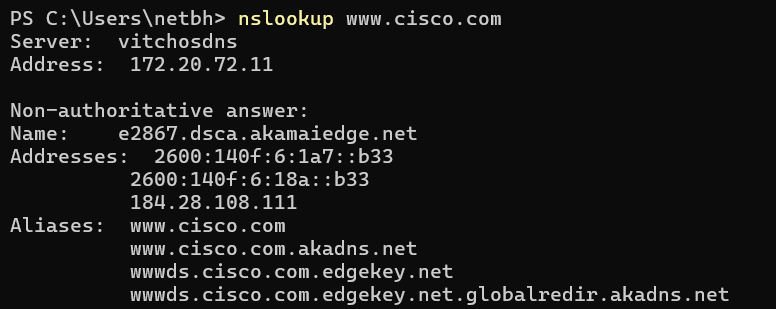 PS C:\Users\netbh> nslookup www.cisco.com
Server:  vitchosdns
Address:  172.20.72.11

Non-authoritative answer:
Name:    e2867.dsca.akamaiedge.net
Addresses:  2600:140f:6:1a7::b33
          2600:140f:6:18a::b33
          184.28.108.111
Aliases:  www.cisco.com
          www.cisco.com.akadns.net
          wwwds.cisco.com.edgekey.net
          wwwds.cisco.com.edgekey.net.globalredir.akadns.net